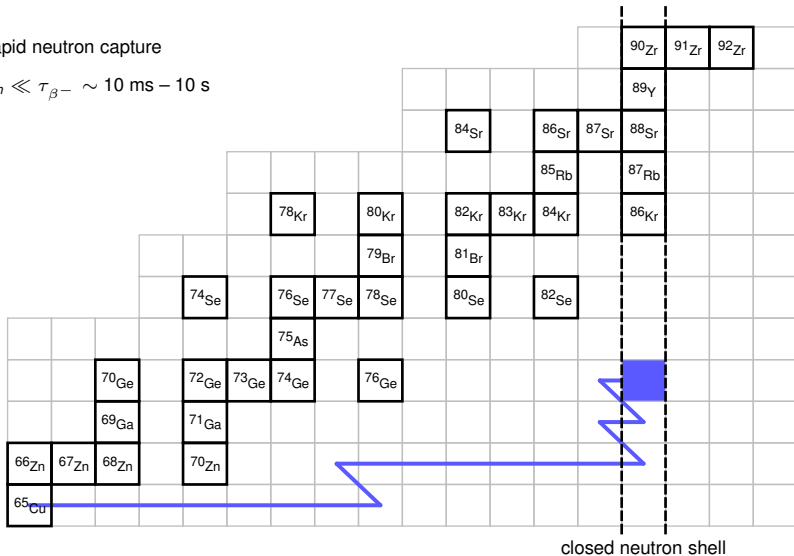 apid neutron capture
≪ τβ− ∼ 10 ms – 10 s
90Zr 91Zr 92Zr
89Y
84Sr 86Sr 87Sr 88Sr
85Rb 87Rb
78Kr 80Kr 82Kr 83Kr 84Kr 86Kr
79Br 81Br
74Se 76Se 77Se 78Se 80Se 82Se
75As
70Ge 72Ge 73Ge 74Ge 76Ge
69Ga 71Ga
66Zn 67Zn 68Zn 70Zn
65Cu
closed neutron shell